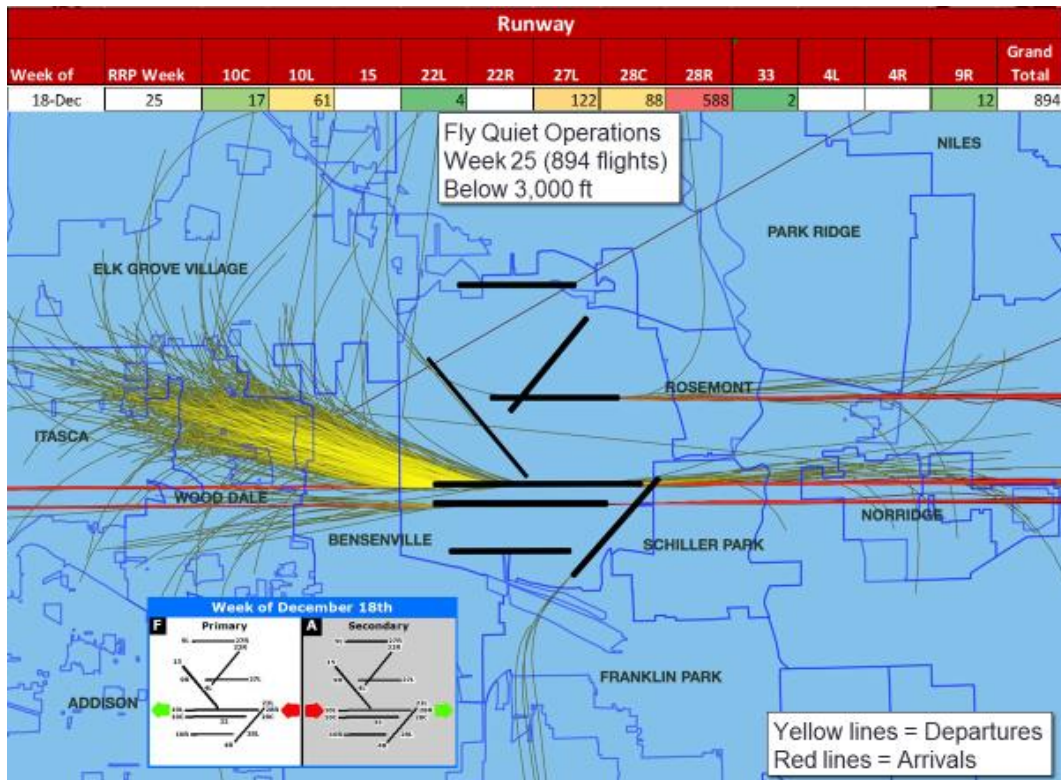 Runway
Week of RRP Week 10C 10L 15 22L 22R 27L 28C 28R 33 4L 4R 9R Grand Total
18-Dec 25 17 61 4 122 88 588 2 12 894
Fly Quiet Operations
Week 25 (894 flights)
Below 3,000 ft
NILES
PARK RIDGE
ELK GROVE VILLAGE
ROSEMONT
ITASCA
WOOD DALE
NORRIDGE
BENSENVILLE
SCHILLER PARK
FRANKLIN PARK
ADDISON
Week of December 18th
F Primary
A Secondary
Yellow lines = Departures
Red lines = Arrivals